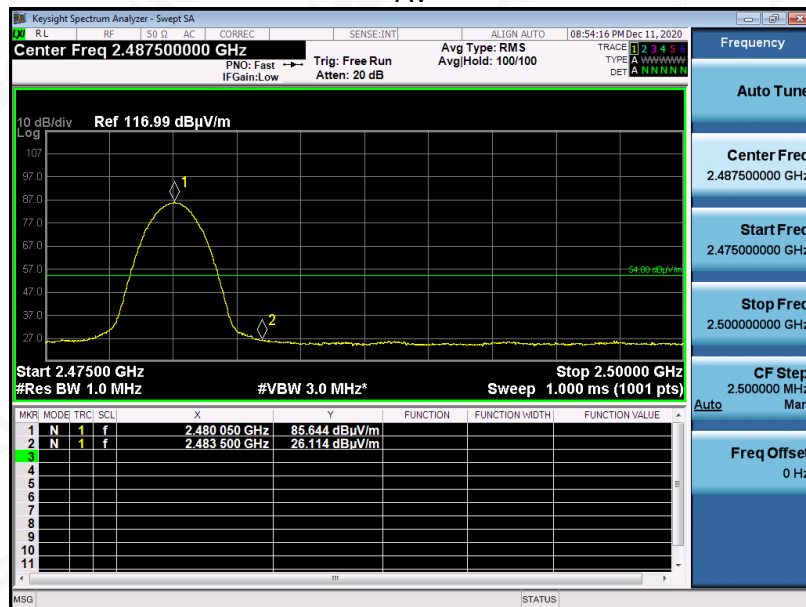 Keysight Spectrum Analyzer - Swept SA
LXI RL RF 50 Ω AC CORREC SENSE:INT ALIGN AUTO 08:54:16 PM Dec 11, 2020
Center Freq 2.487500000 GHz
PNO: Fast
IFGain:Low
Trig: Free Run
Atten: 20 dB
Avg Type: RMS
Avg|Hold: 100/100
TRACE 1 2 3 4 5 6
TYPE A WWWWW
DET A N N N N N
10 dB/div Ref 116.99 dBµV/m
Log
107
97.0
87.0
77.0
67.0
57.0
47.0
37.0
27.0
1
2
54.00 dBµV/m
Start 2.47500 GHz Stop 2.50000 GHz
#Res BW 1.0 MHz #VBW 3.0 MHz* Sweep 1.000 ms (1001 pts)
MKR MODE TRC SCL X Y FUNCTION FUNCTION WIDTH FUNCTION VALUE
1 N 1 f 2.480 050 GHz 85.644 dBµV/m
2 N 1 f 2.483 500 GHz 26.114 dBµV/m
3
4
5
6
7
8
9
10
11
MSG STATUS
Frequency
Auto Tune
Center Freq
2.487500000 GHz
Start Freq
2.475000000 GHz
Stop Freq
2.500000000 GHz
CF Step
2.500000 MHz
Auto Man
Freq Offset
0 Hz